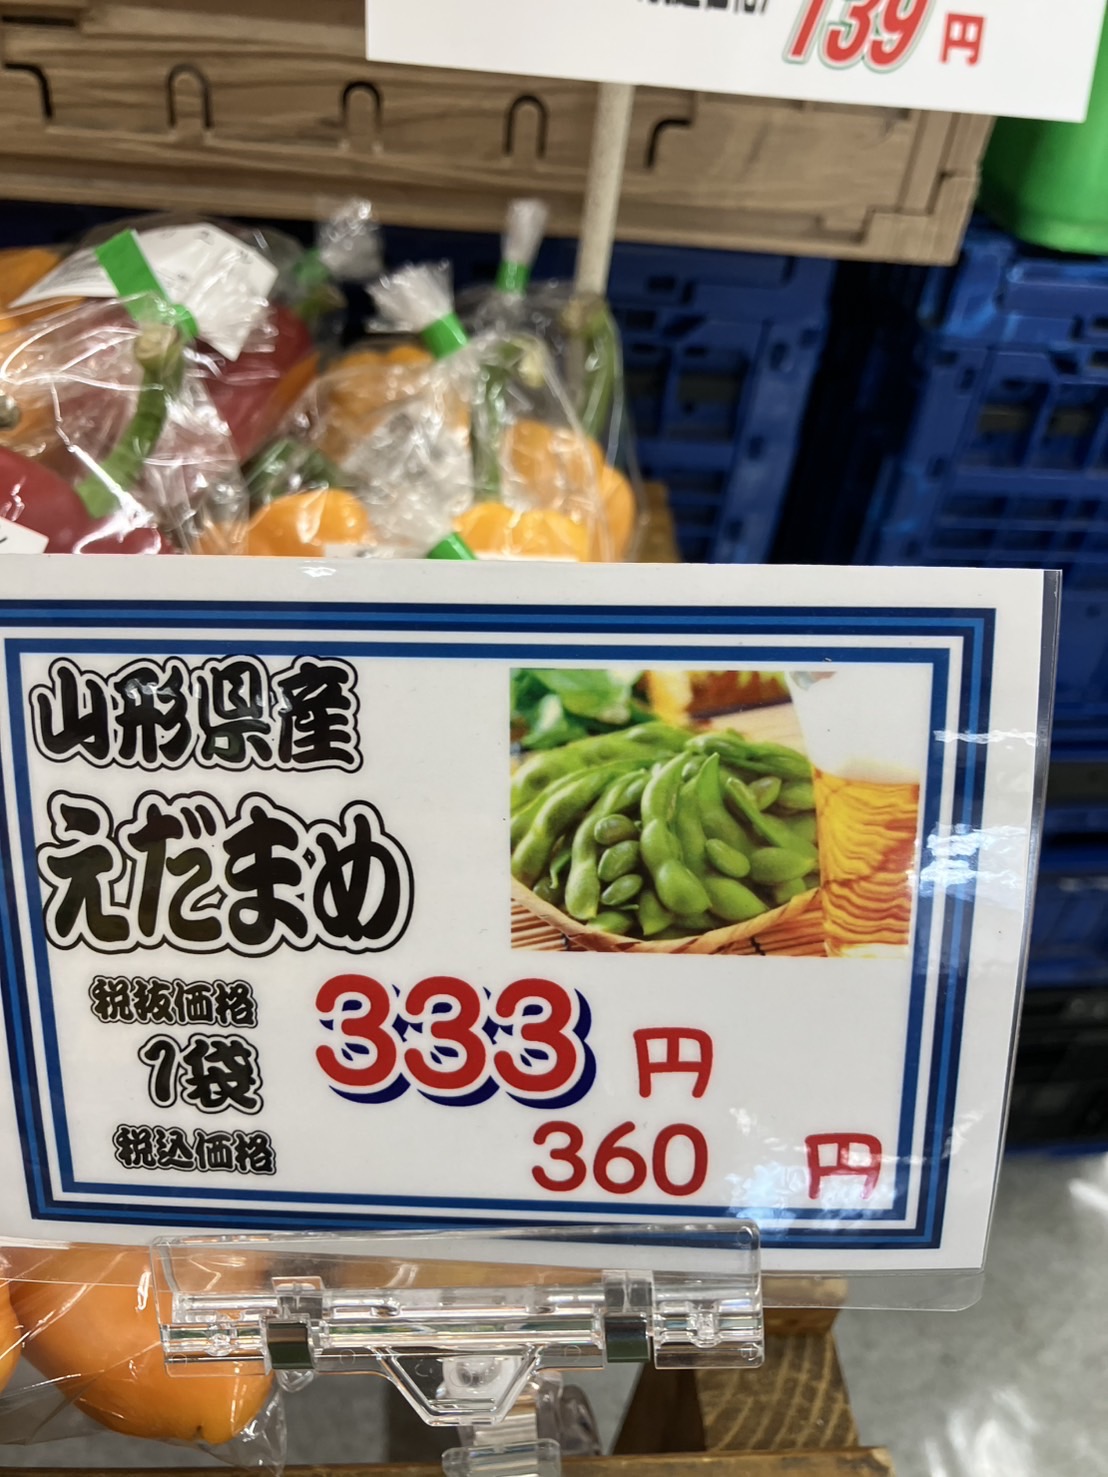 139 円
山形県産
えだまめ
税抜価格
1袋
333 円
税込価格
360 円